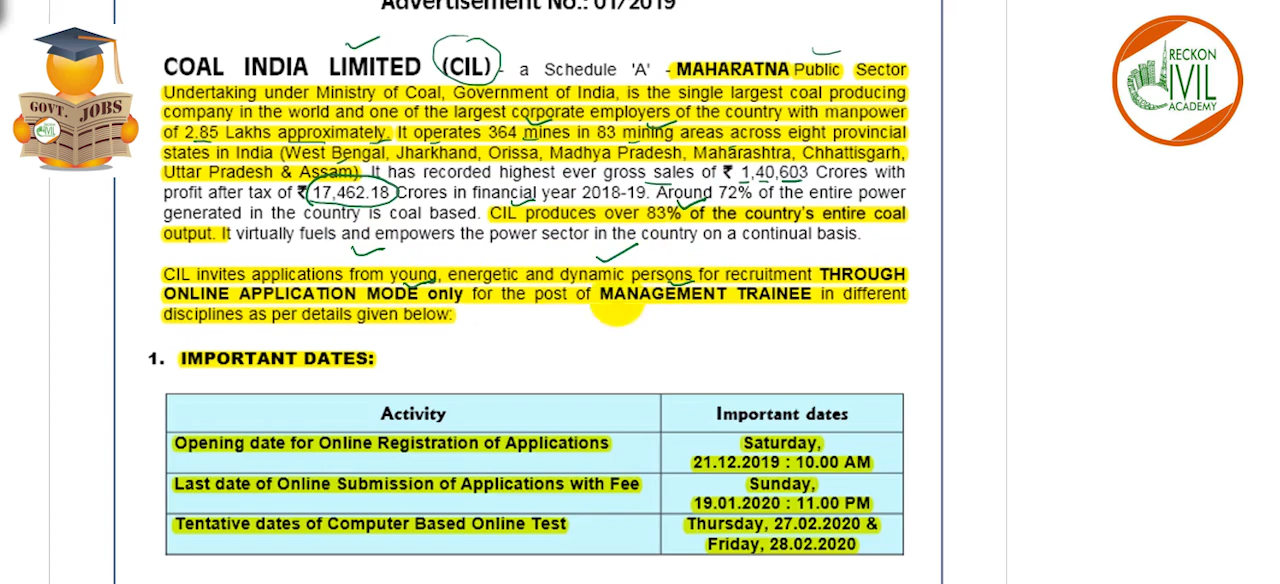 Advertisement No.: 01/2019
GOVT. JOBS
RECKON
CIVIL
ACADEMY
COAL INDIA LIMITED (CIL) - a Schedule 'A' - MAHARATNA Public Sector
Undertaking under Ministry of Coal, Government of India, is the single largest coal producing
company in the world and one of the largest corporate employers of the country with manpower
of 2.85 Lakhs approximately. It operates 364 mines in 83 mining areas across eight provincial
states in India (West Bengal, Jharkhand, Orissa, Madhya Pradesh, Maharashtra, Chhattisgarh,
Uttar Pradesh & Assam). It has recorded highest ever gross sales of ₹ 1,40,603 Crores with
profit after tax of ₹ 17,462.18 Crores in financial year 2018-19. Around 72% of the entire power
generated in the country is coal based. CIL produces over 83% of the country's entire coal
output. It virtually fuels and empowers the power sector in the country on a continual basis.
CIL invites applications from young, energetic and dynamic persons for recruitment THROUGH
ONLINE APPLICATION MODE only for the post of MANAGEMENT TRAINEE in different
disciplines as per details given below:
1. IMPORTANT DATES:
Activity Important dates
Opening date for Online Registration of Applications Saturday,
21.12.2019 : 10.00 AM
Last date of Online Submission of Applications with Fee Sunday,
19.01.2020 : 11.00 PM
Tentative dates of Computer Based Online Test Thursday, 27.02.2020 &
Friday, 28.02.2020